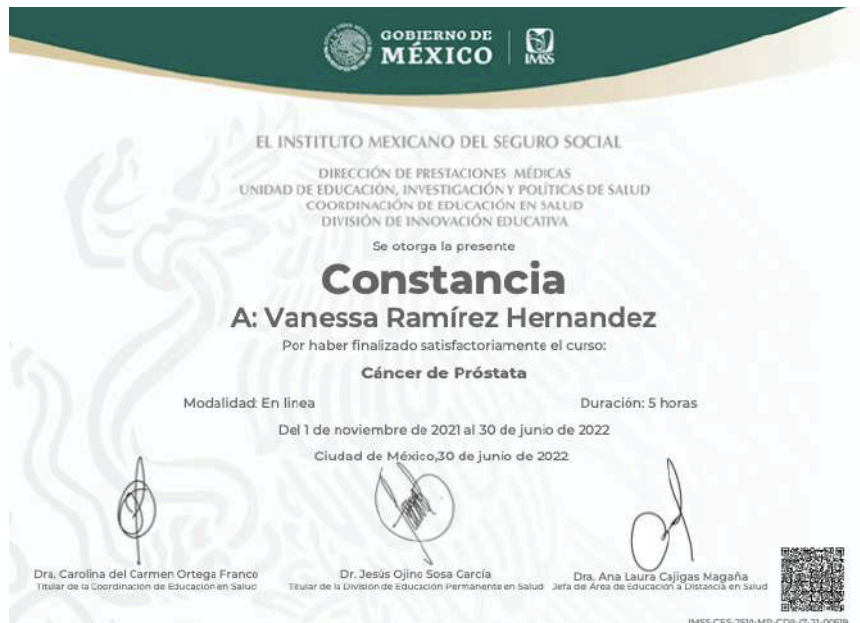 GOBIERNO DE
MÉXICO
IMSS
EL INSTITUTO MEXICANO DEL SEGURO SOCIAL
DIRECCIÓN DE PRESTACIONES MÉDICAS
UNIDAD DE EDUCACIÓN, INVESTIGACIÓN Y POLÍTICAS DE SALUD
COORDINACIÓN DE EDUCACIÓN EN SALUD
DIVISIÓN DE INNOVACIÓN EDUCATIVA
Se otorga la presente
Constancia
A: Vanessa Ramírez Hernandez
Por haber finalizado satisfactoriamente el curso:
Cáncer de Próstata
Modalidad: En linea
Duración: 5 horas
Del 1 de noviembre de 2021 al 30 de junio de 2022
Ciudad de México,30 de junio de 2022
Dra. Carolina del Carmen Ortega Franco
Titular de la Coordinación de Educación en Salud
Dr. Jesús Ojino Sosa García
Titular de la División de Educación Permanente en Salud
Dra. Ana Laura Cajigas Magaña
Jefa de Área de Educación a Distancia en Salud